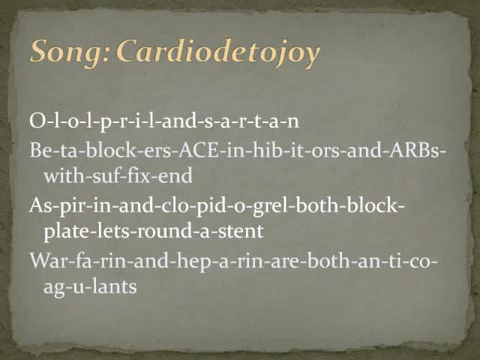 Song: Cardiodetojoy
O-l-o-l-p-r-i-l-and-s-a-r-t-a-n
Be-ta-block-ers-ACE-in-hib-it-ors-and-ARBs-
with-suf-fix-end
As-pir-in-and-clo-pid-o-grel-both-block-
plate-lets-round-a-stent
War-fa-rin-and-hep-a-rin-are-both-an-ti-co-
ag-u-lants